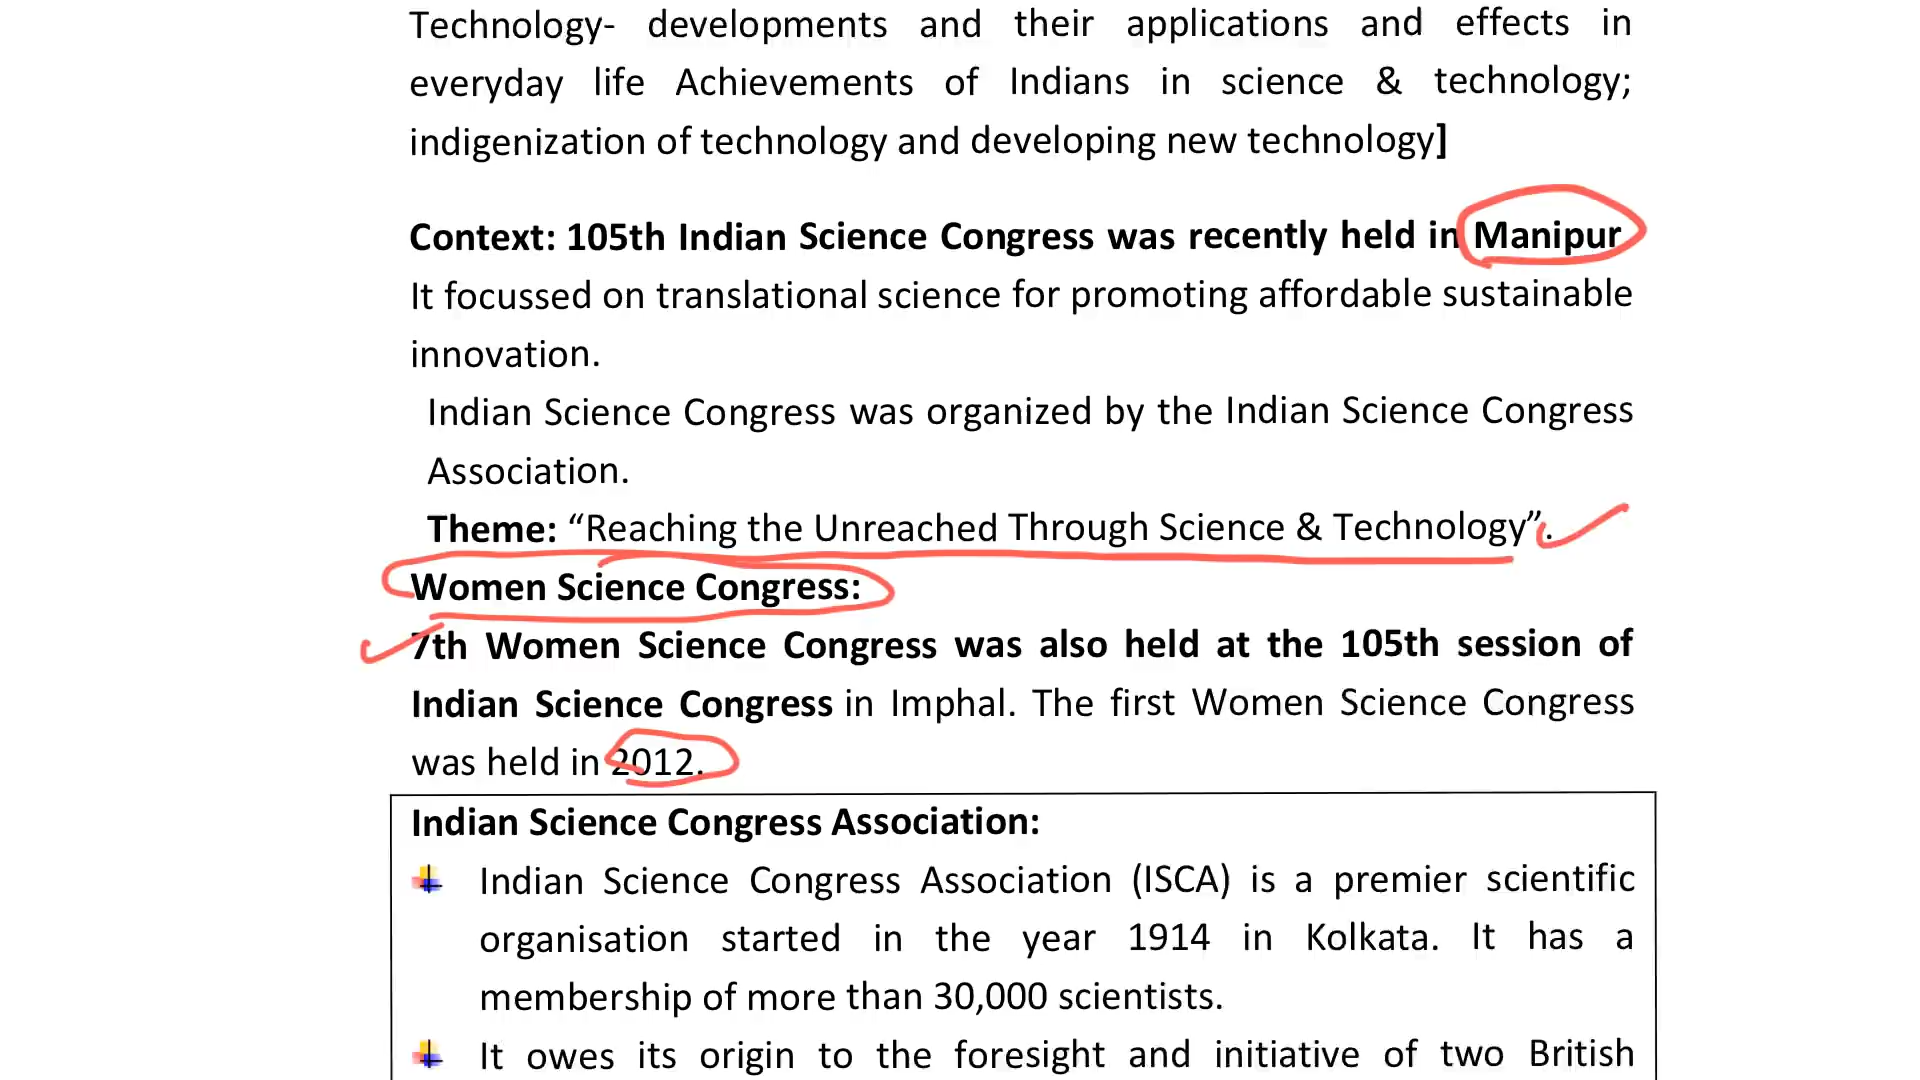 Technology- developments and their applications and effects in
everyday life Achievements of Indians in science & technology;
indigenization of technology and developing new technology]
Context: 105th Indian Science Congress was recently held in Manipur
It focussed on translational science for promoting affordable sustainable
innovation.
Indian Science Congress was organized by the Indian Science Congress
Association.
Theme: “Reaching the Unreached Through Science & Technology”.
Women Science Congress:
7th Women Science Congress was also held at the 105th session of
Indian Science Congress in Imphal. The first Women Science Congress
was held in 2012.
Indian Science Congress Association:
Indian Science Congress Association (ISCA) is a premier scientific
organisation started in the year 1914 in Kolkata. It has a
membership of more than 30,000 scientists.
It owes its origin to the foresight and initiative of two British